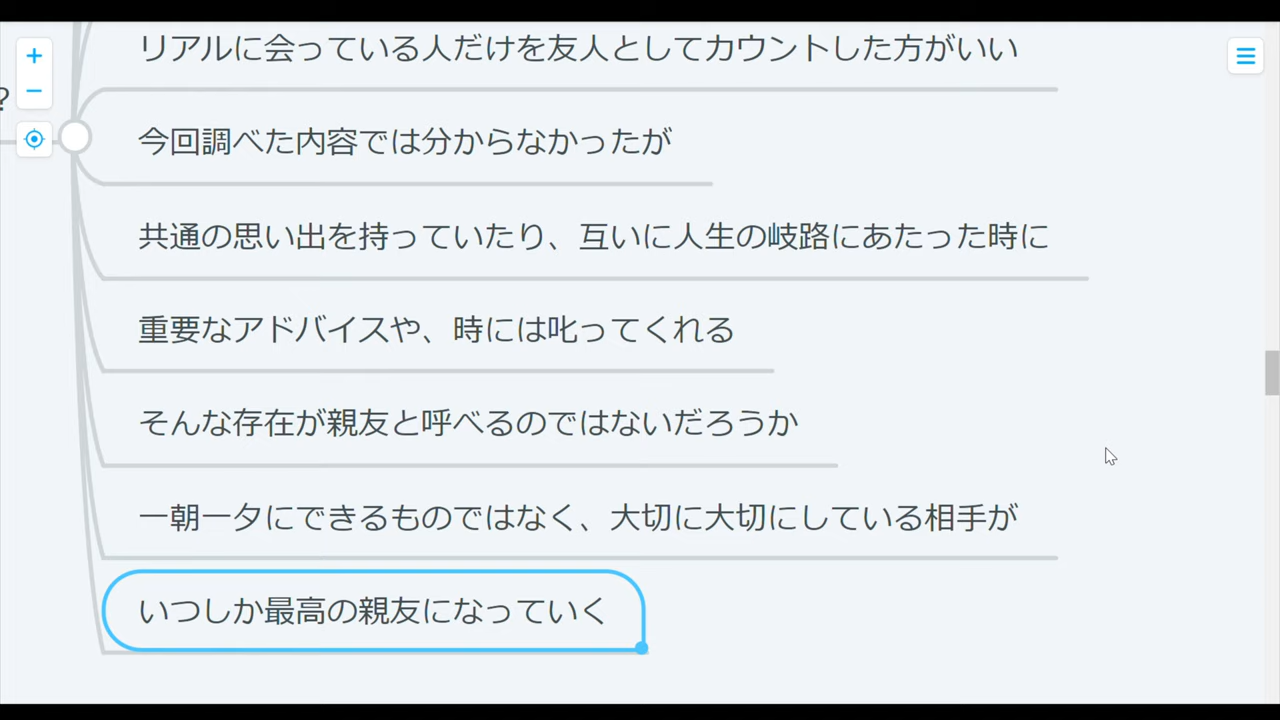 リアルに会っている人だけを友人としてカウントした方がいい
?
今回調べた内容では分からなかったが
共通の思い出を持っていたり、互いに人生の岐路にあたった時に
重要なアドバイスや、時には叱ってくれる
そんな存在が親友と呼べるのではないだろうか
一朝一夕にできるものではなく、大切に大切にしている相手が
いつしか最高の親友になっていく